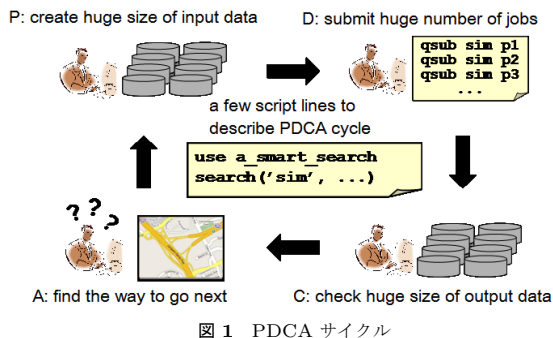 P: create huge size of input data
D: submit huge number of jobs
qsub sim p1
qsub sim p2
qsub sim p3
...
a few script lines to
describe PDCA cycle
use a_smart_search
search('sim', ...)
? ? ?
A: find the way to go next
C: check huge size of output data
図 1 PDCA サイクル